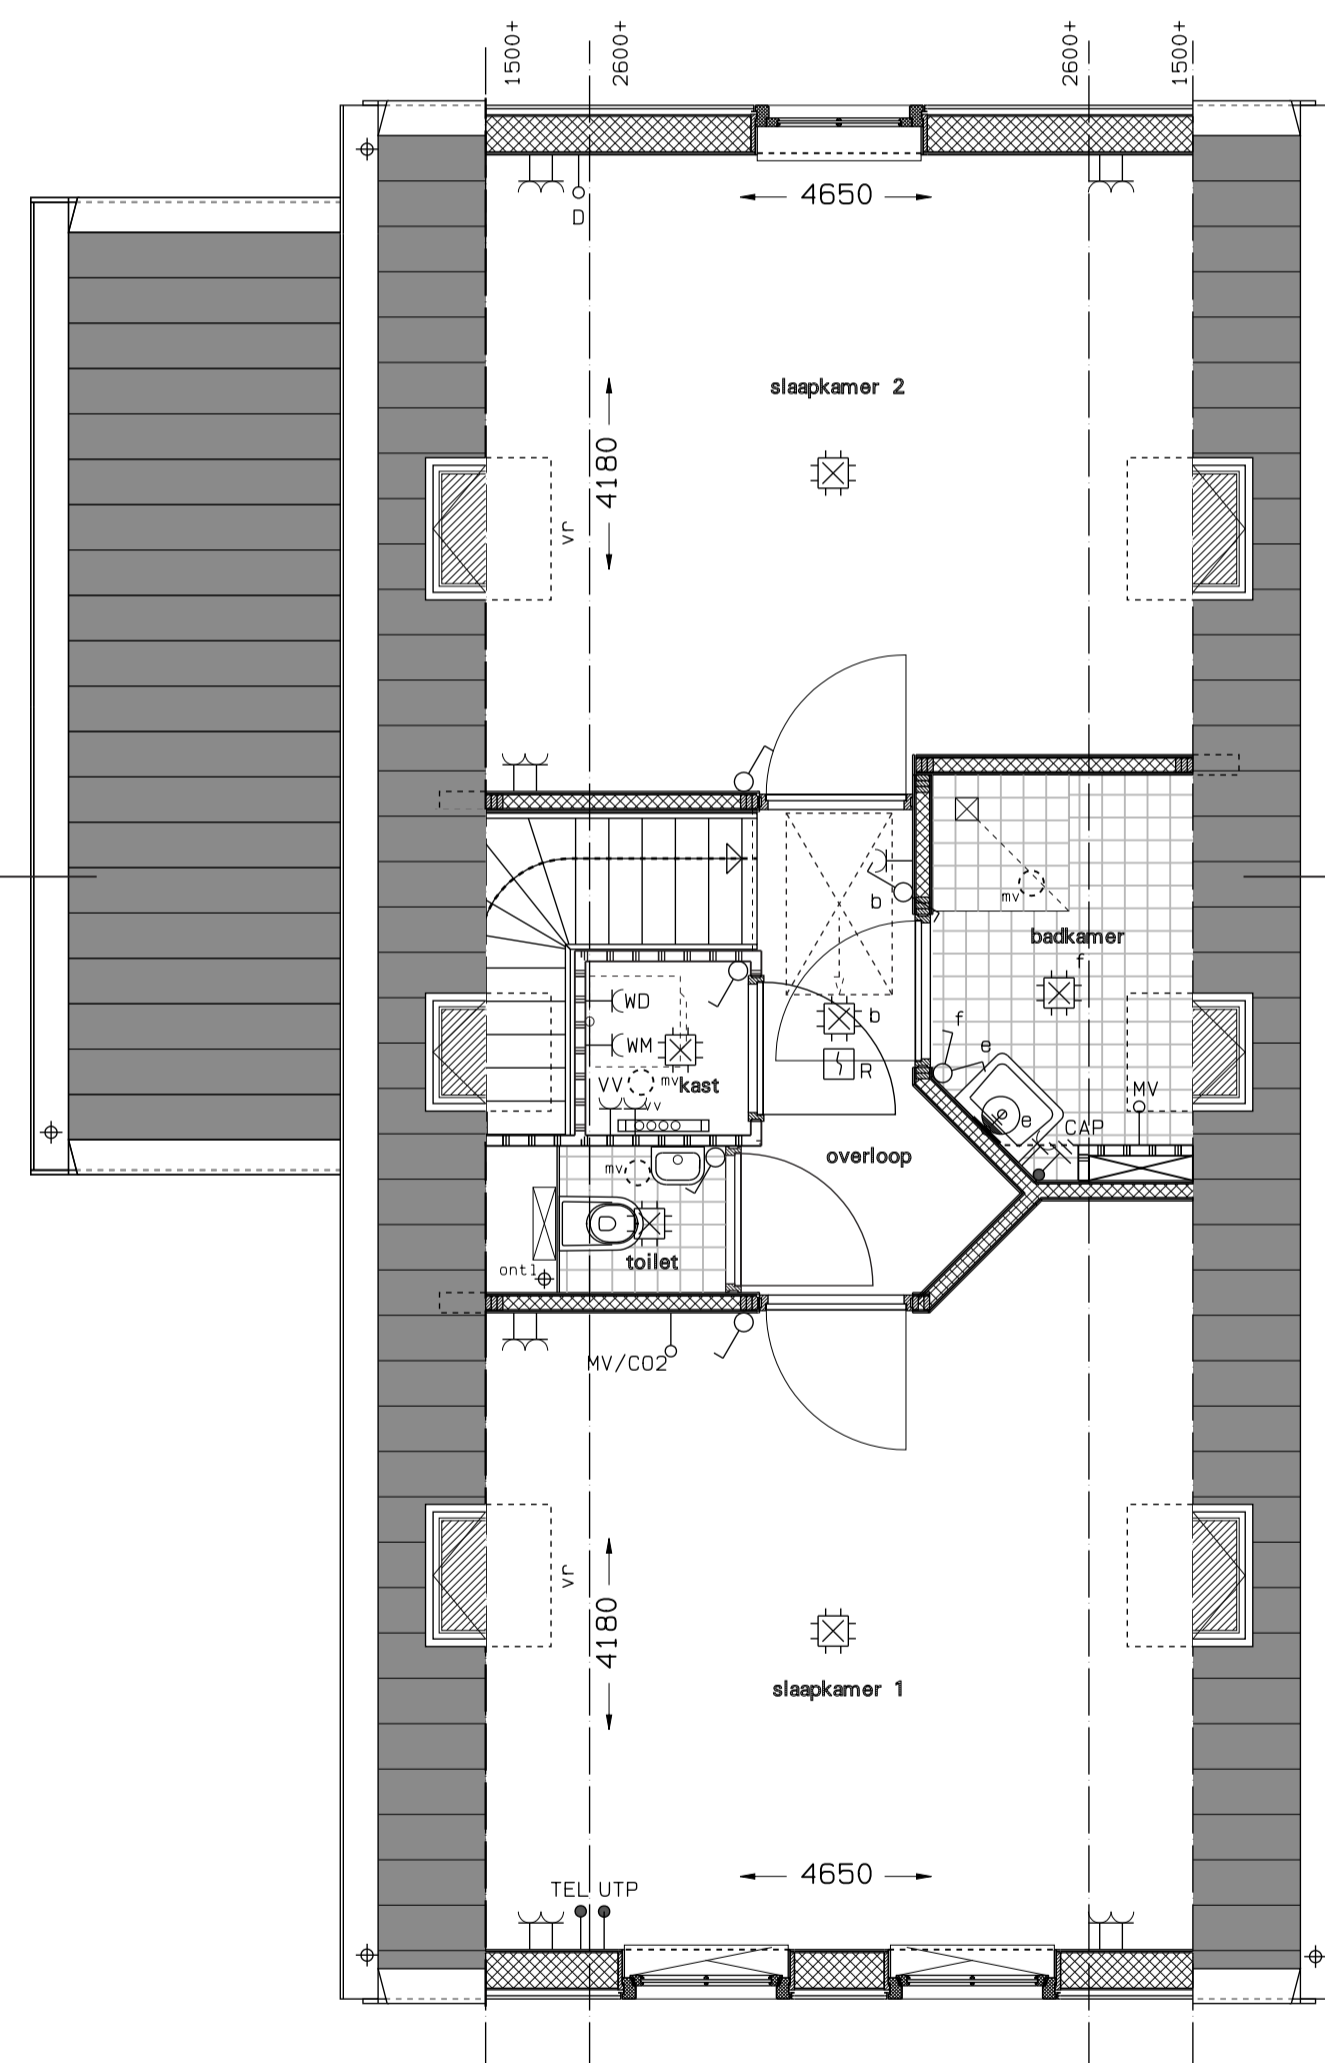 1500+
2600+
2600+
1500+
D
4650
slaapkamer 2
4180
vr
b
mv
badkamer
f
WD
b
f
WM
e
R
VV
mv
kast
vv
MV
e
CAP
overloop
mv
toilet
ontl
MV/CO2
vr
4180
slaapkamer 1
4650
TEL UTP